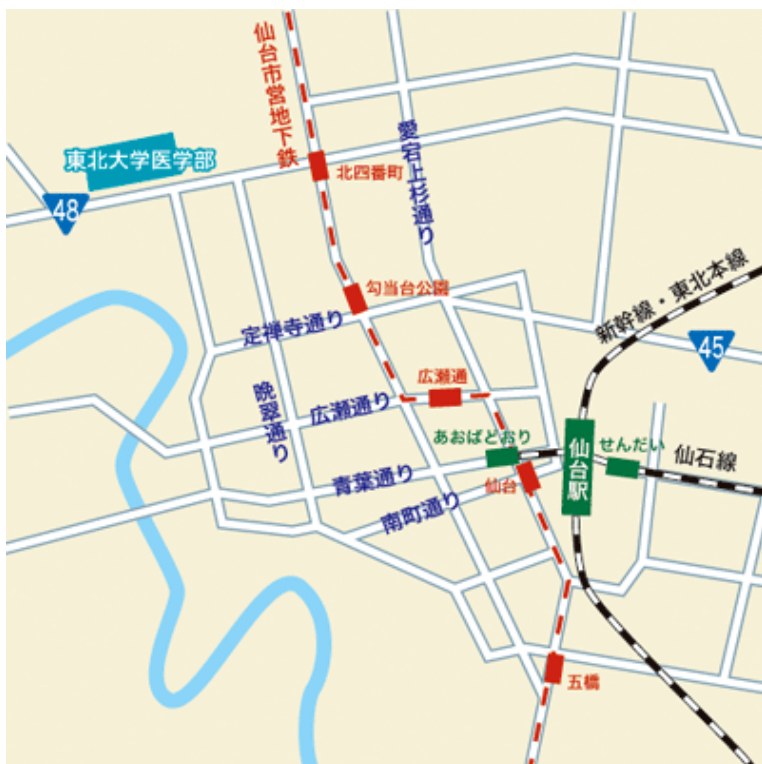 仙台市営地下鉄
東北大学医学部
48
北四番町
愛宕上杉通り
勾当台公園
定禅寺通り
新幹線・東北本線
45
広瀬通
広瀬通り
晩翠通り
あおばどおり
仙台駅
せんだい
仙石線
青葉通り
仙台
南町通り
五橋